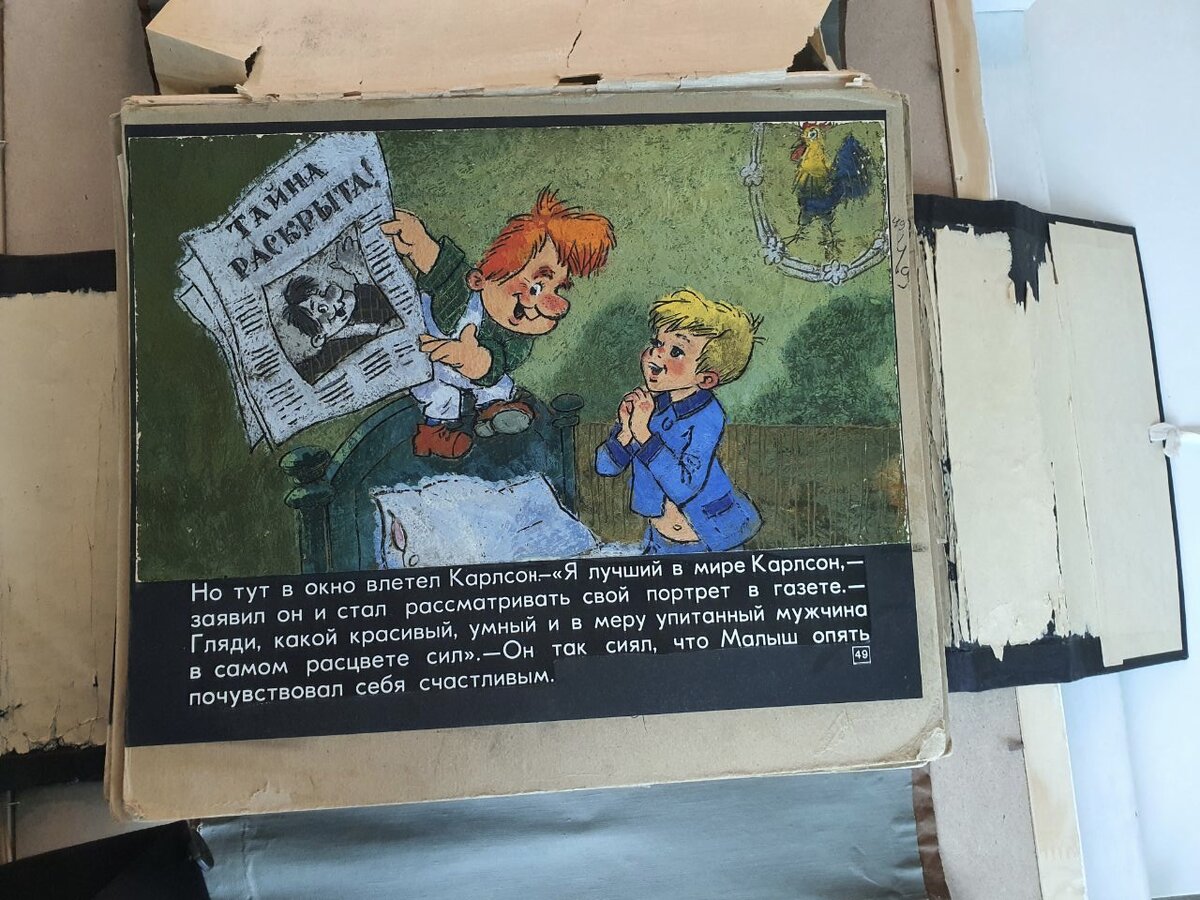 ТАЙНА
РАСКРЫТА!
Но тут в окно влетел Карлсон.—«Я лучший в мире Карлсон,—
заявил он и стал рассматривать свой портрет в газете.—
Гляди, какой красивый, умный и в меру упитанный мужчина
в самом расцвете сил».—Он так сиял, что Малыш опять
почувствовал себя счастливым.
49